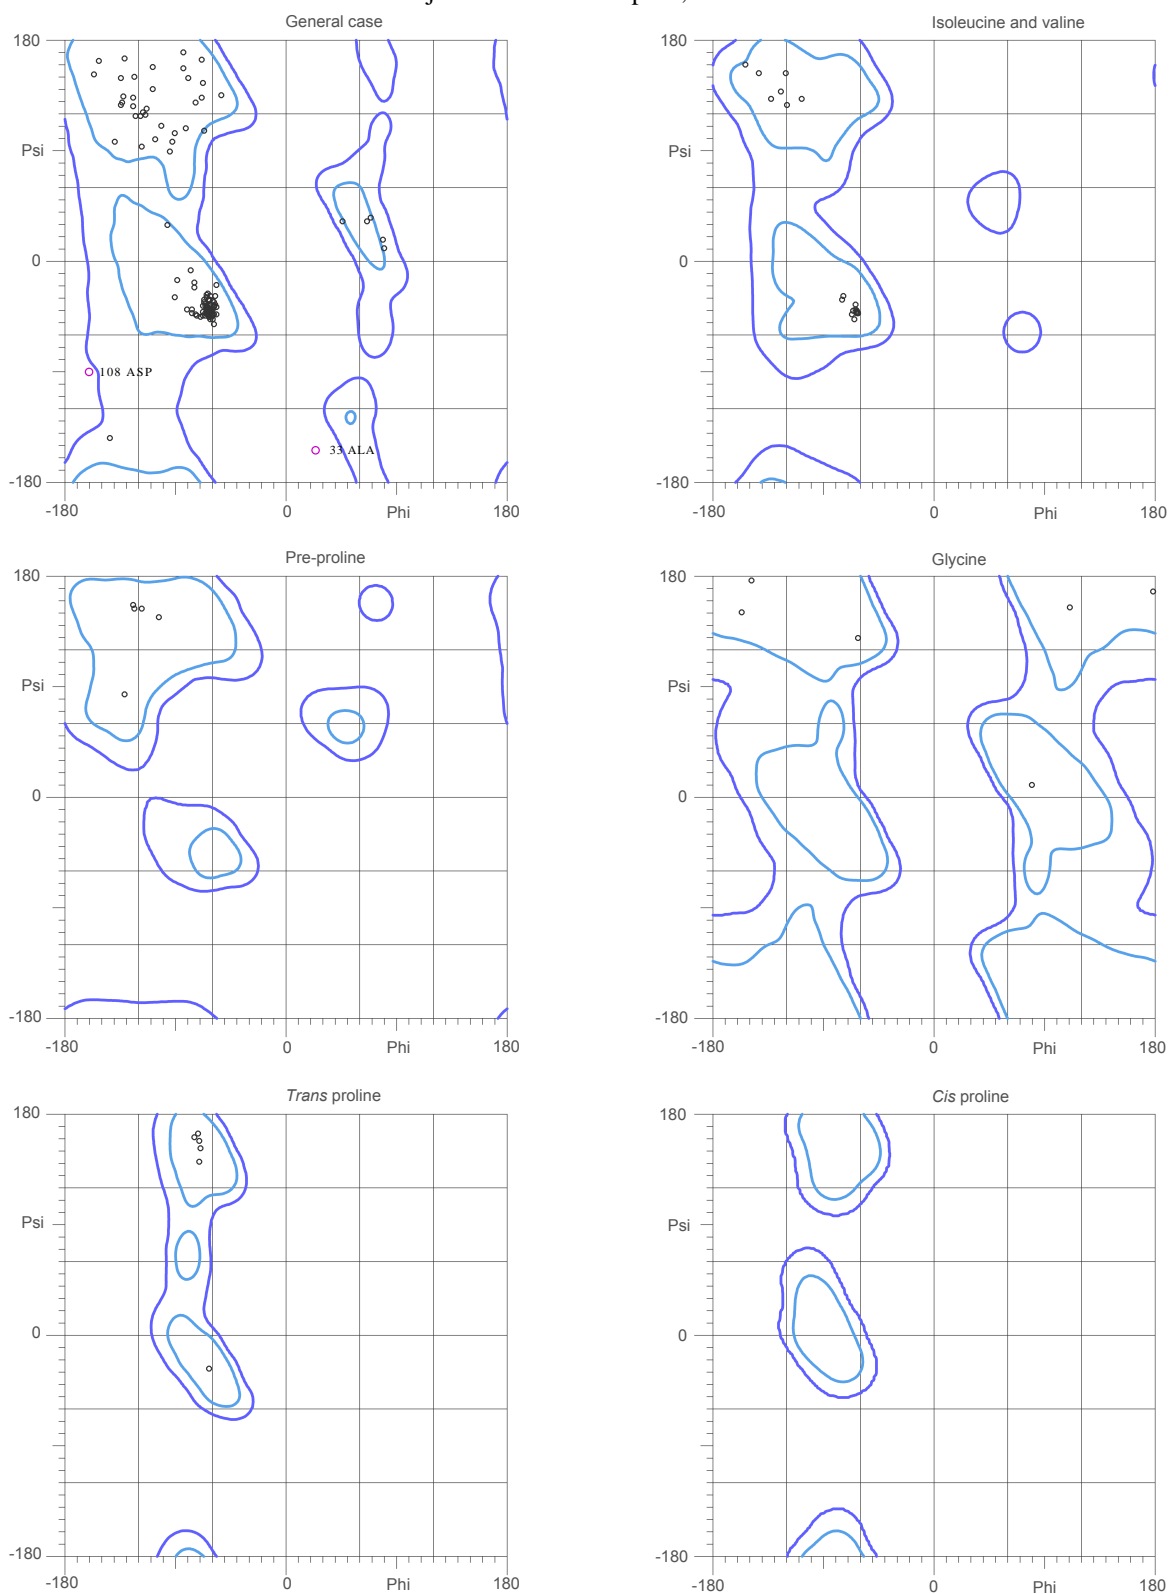 General case
Isoleucine and valine
180
180
Psi
Psi
0
0
108 ASP
33 ALA
-180
-180
-180
0
Phi
180
-180
0
Phi
180
Pre-proline
Glycine
180
180
Psi
Psi
0
0
-180
-180
-180
0
Phi
180
-180
0
Phi
180
Trans proline
Cis proline
180
180
Psi
Psi
0
0
-180
-180
-180
0
Phi
180
-180
0
Phi
180